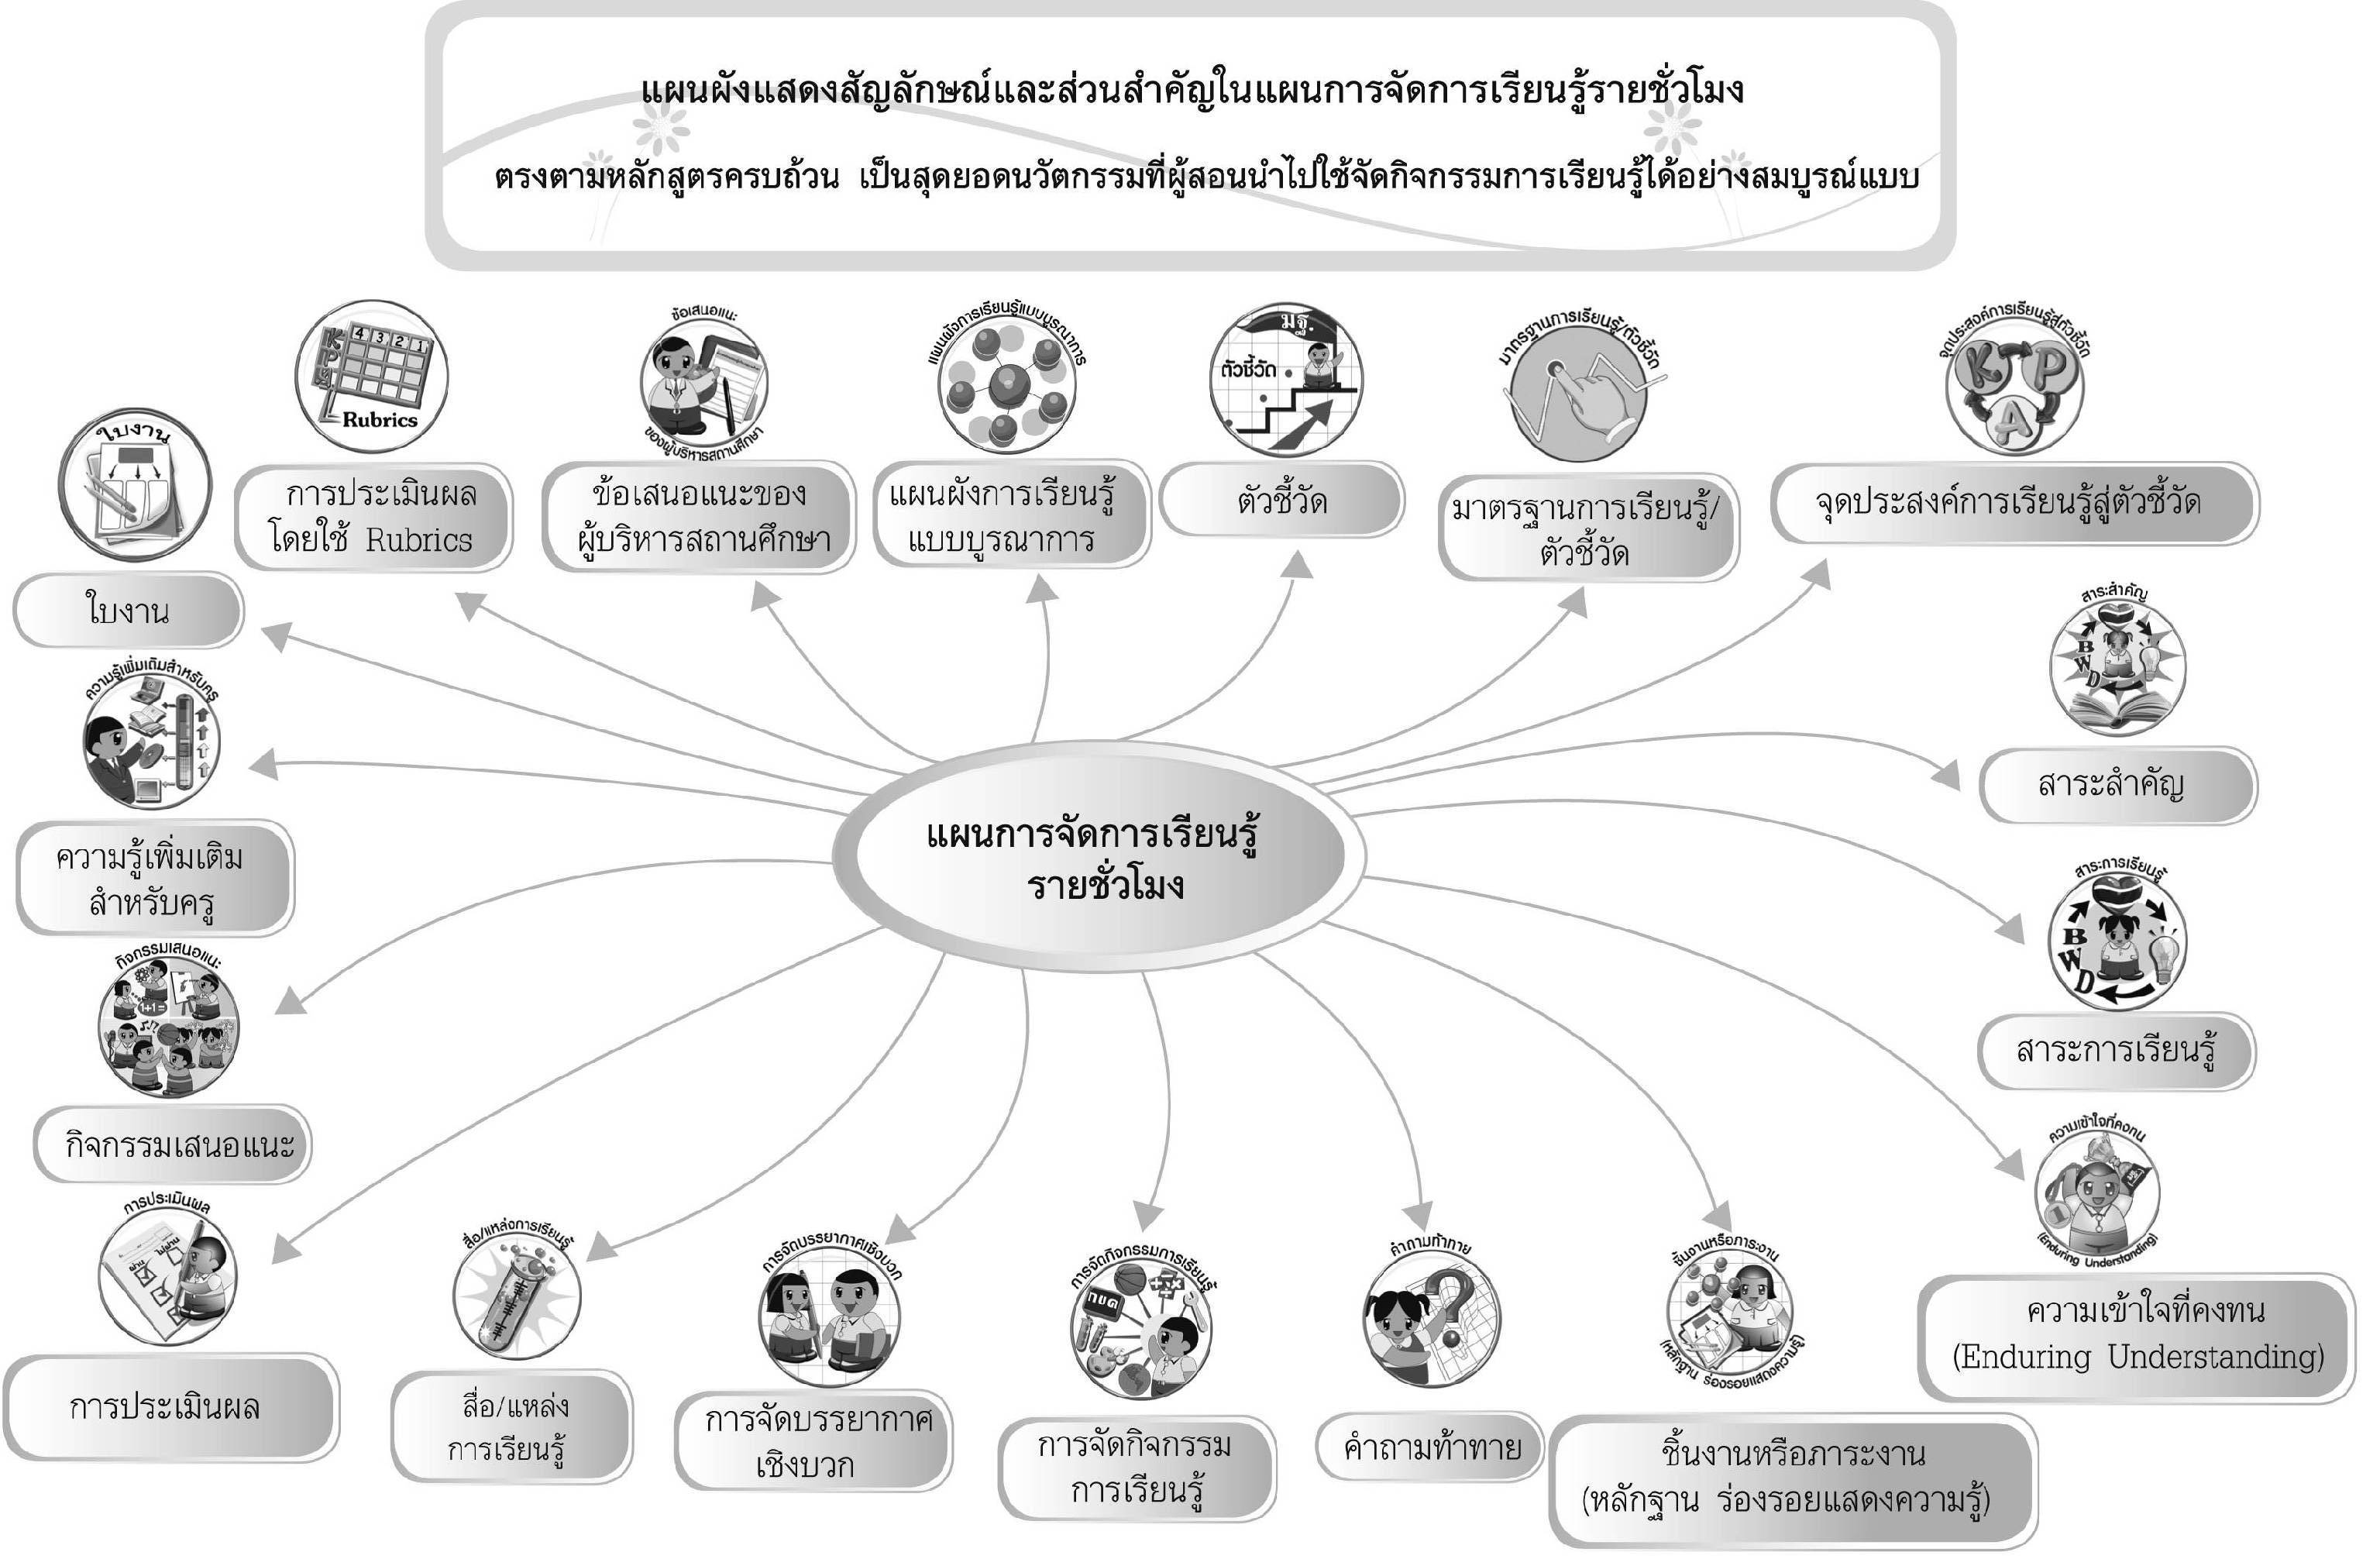 แผนผังแสดงสัญลักษณ์และส่วนสำคัญในแผนการจัดการเรียนรู้รายชั่วโมง
ตรงตามหลักสูตรครบถ้วน เป็นสุดยอดนวัตกรรมที่ผู้สอนนำไปใช้จัดกิจกรรมการเรียนรู้ได้อย่างสมบูรณ์แบบ
ใบงาน
ใบงาน
4 3 2 1
K
P
Rubrics
การประเมินผล
โดยใช้ Rubrics
ข้อเสนอแนะ
ของผู้บริหารสถานศึกษา
ข้อเสนอแนะของ
ผู้บริหารสถานศึกษา
แผนผังการเรียนรู้แบบบูรณาการ
แผนผังการเรียนรู้
แบบบูรณาการ
มฐ.
ตัวชี้วัด
ตัวชี้วัด
มาตรฐานการเรียนรู้/ตัวชี้วัด
มาตรฐานการเรียนรู้/
ตัวชี้วัด
จุดประสงค์การเรียนรู้สู่ตัวชี้วัด
K P
A
จุดประสงค์การเรียนรู้สู่ตัวชี้วัด
สาระสำคัญ
B
W
D
สาระสำคัญ
สาระการเรียนรู้
B
W
D
สาระการเรียนรู้
ความเข้าใจที่คงทน
(Enduring Understanding)
ความเข้าใจที่คงทน
(Enduring Understanding)
ชิ้นงานหรือภาระงาน
(หลักฐาน ร่องรอยแสดงความรู้)
ชิ้นงานหรือภาระงาน
(หลักฐาน ร่องรอยแสดงความรู้)
คำถามท้าทาย
คำถามท้าทาย
การจัดกิจกรรมการเรียนรู้
กขค
การจัดกิจกรรม
การเรียนรู้
การจัดบรรยากาศเชิงบวก
การจัดบรรยากาศ
เชิงบวก
สื่อ/แหล่งการเรียนรู้
สื่อ/แหล่ง
การเรียนรู้
การประเมินผล
ผ่าน ไม่ผ่าน
การประเมินผล
กิจกรรมเสนอแนะ
1+1=
กิจกรรมเสนอแนะ
ความรู้เพิ่มเติมสำหรับครู
ความรู้เพิ่มเติม
สำหรับครู
แผนการจัดการเรียนรู้
รายชั่วโมง